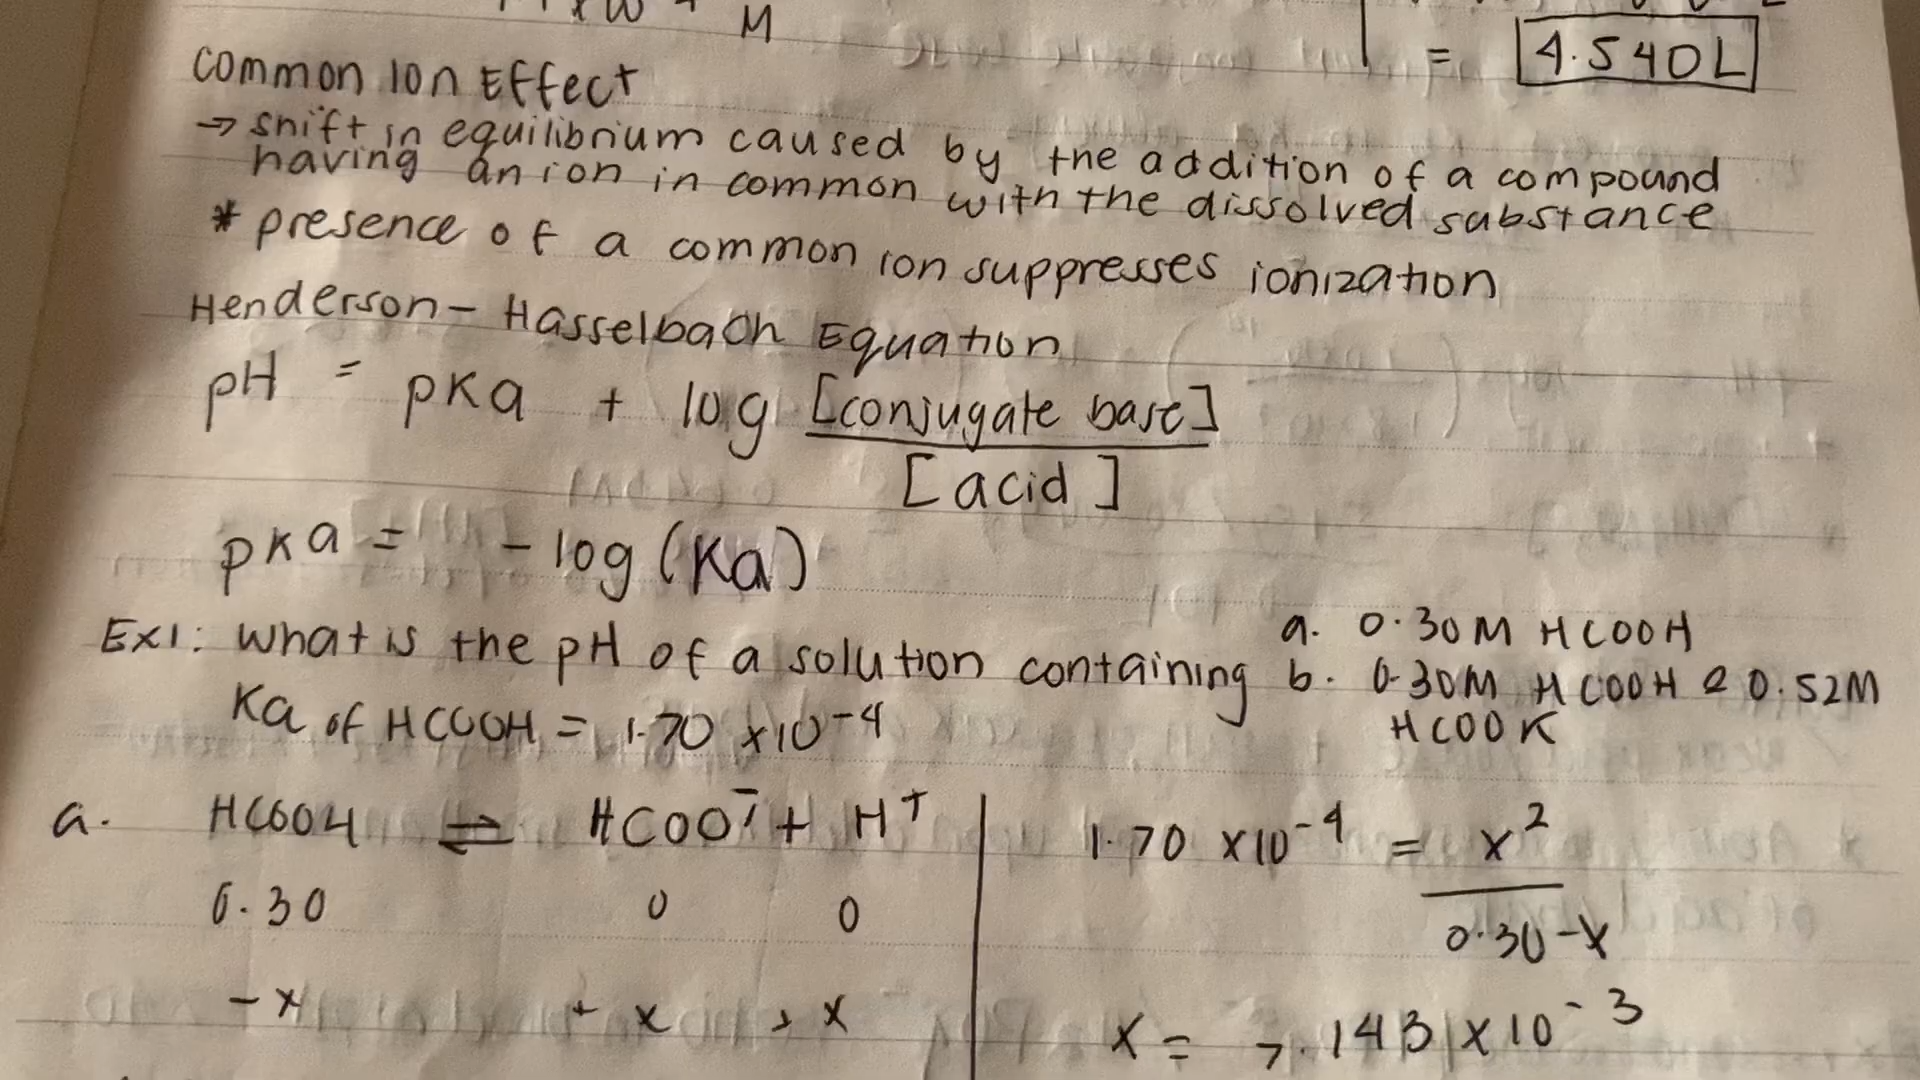 M
= 4.540L
Common Ion Effect
→ shift in equilibrium caused by the addition of a compound
having an ion in common with the dissolved substance
* presence of a common ion suppresses ionization
Henderson - Hasselbach Equation
pH = pKa + log [conjugate base]
[acid]
pKa = -log (Ka)
Ex1: What is the pH of a solution containing
a. 0.30M HCOOH
b. 0.30M HCOOH & 0.52M
HCOOK
Ka of HCOOH = 1.70 x10-4
a. HCOOH ⇌ HCOO- + H+
0.30 0 0
-x +x +x
1.70 x10-4 = x2
0.30-x
x = 7.143 x10-3